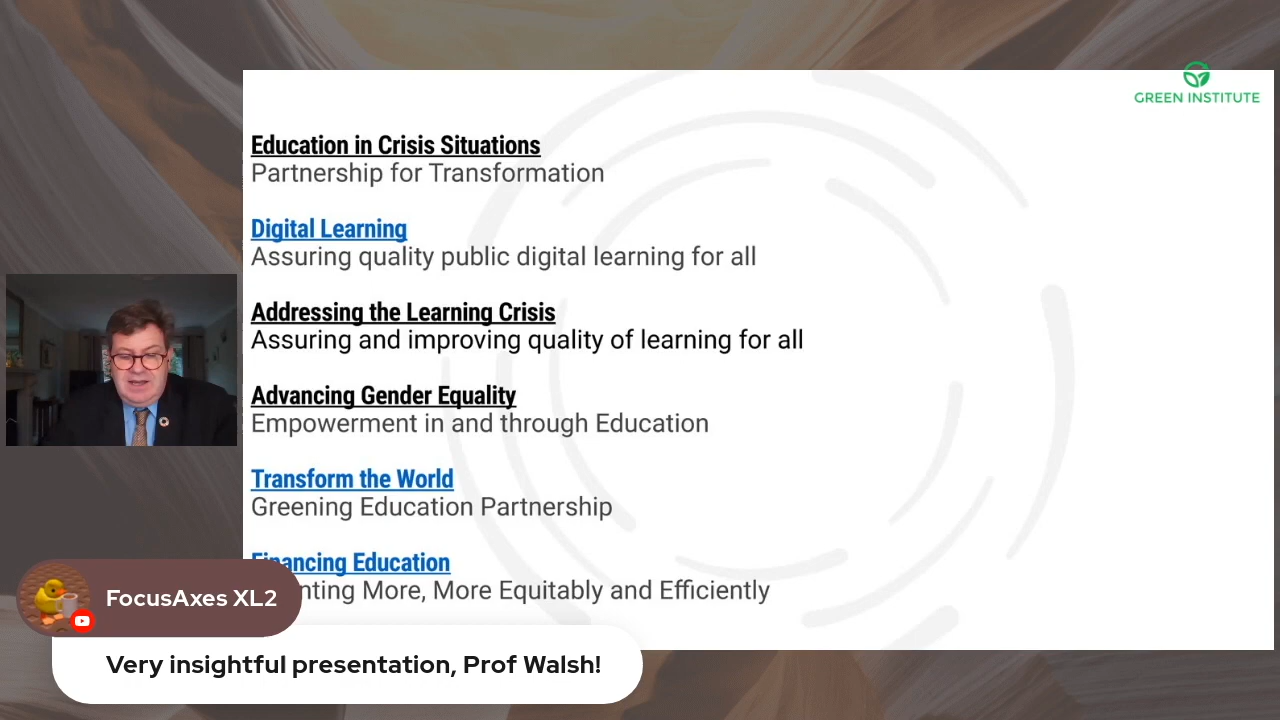 GREEN INSTITUTE
Education in Crisis Situations
Partnership for Transformation
Digital Learning
Assuring quality public digital learning for all
Addressing the Learning Crisis
Assuring and improving quality of learning for all
Advancing Gender Equality
Empowerment in and through Education
Transform the World
Greening Education Partnership
Education
More, More Equitably and Efficiently
FocusAxes XL2
Very insightful presentation, Prof Walsh!